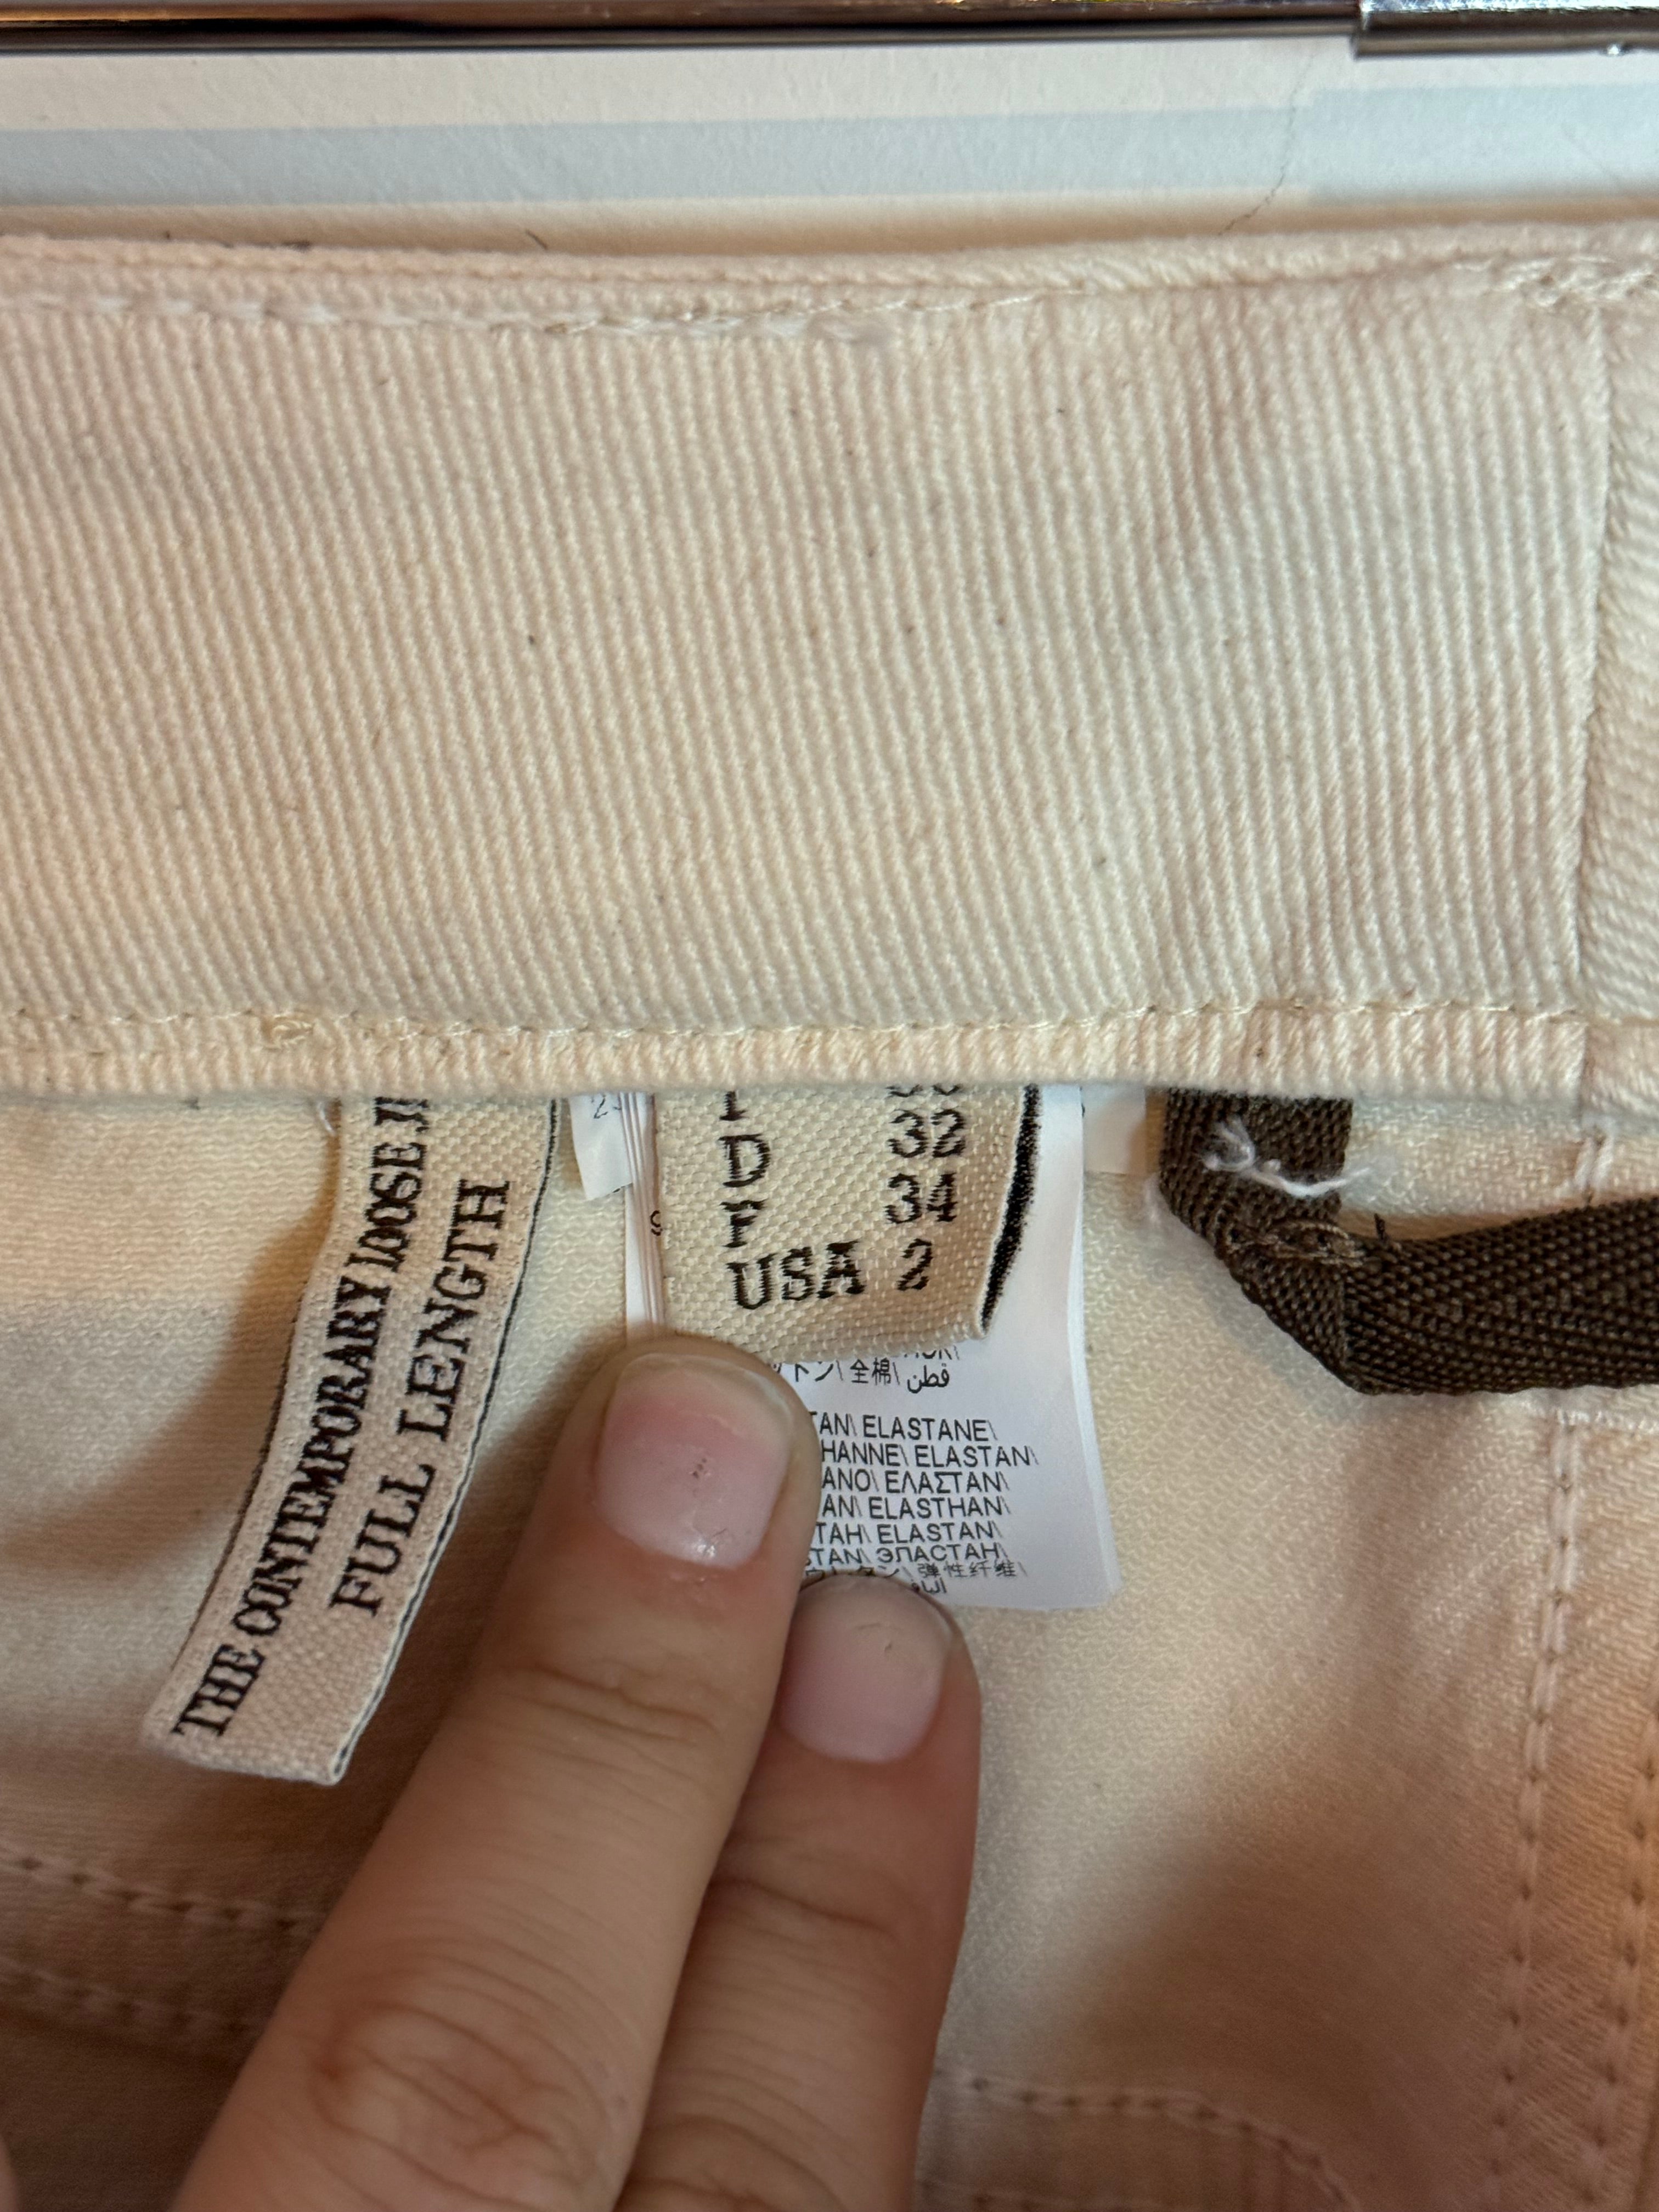 THE CONTEMPORARY LOOSE
FULL LENGTH
D 32
F 34
USA 2
全棉\ قطن
ELASTANE\
ELASTAN\
ΕΛΑΣΤΑΝ\
ELASTHAN\
ELASTAN\
ЭЛАСТАН\
弹性纤维\